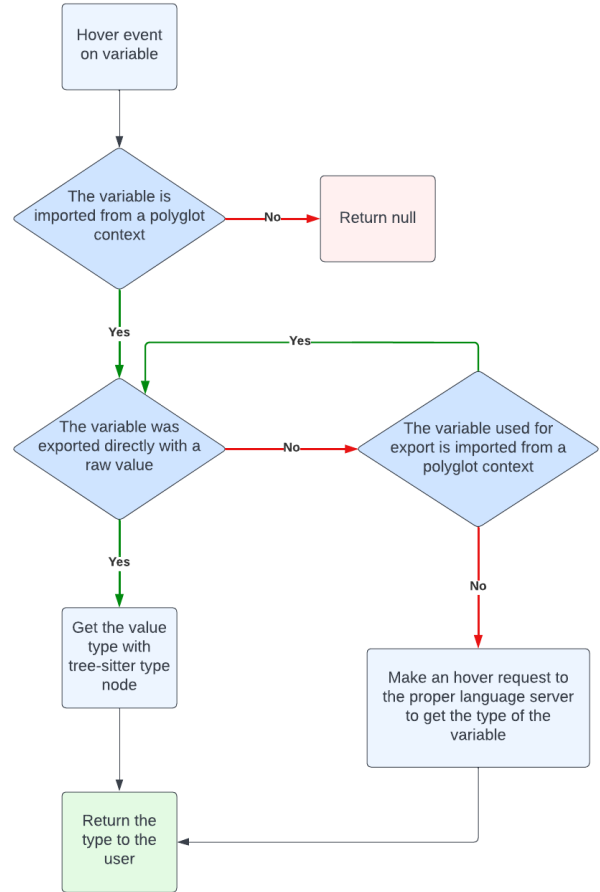 Hover event
on variable
The variable is
imported from a polyglot
context
No
Return null
Yes
Yes
The variable was
exported directly with a
raw value
No
The variable used for
export is imported from a
polyglot context
Yes
No
Get the value
type with
tree-sitter type
node
Make an hover request to
the proper language server
to get the type of the
variable
Return the
type to the
user